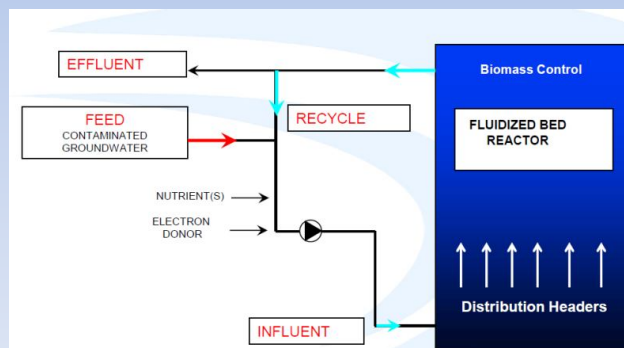 EFFLUENT
Biomass Control
FEED
CONTAMINATED
GROUNDWATER
RECYCLE
FLUIDIZED BED
REACTOR
NUTRIENT(S)
ELECTRON
DONOR
Distribution Headers
INFLUENT